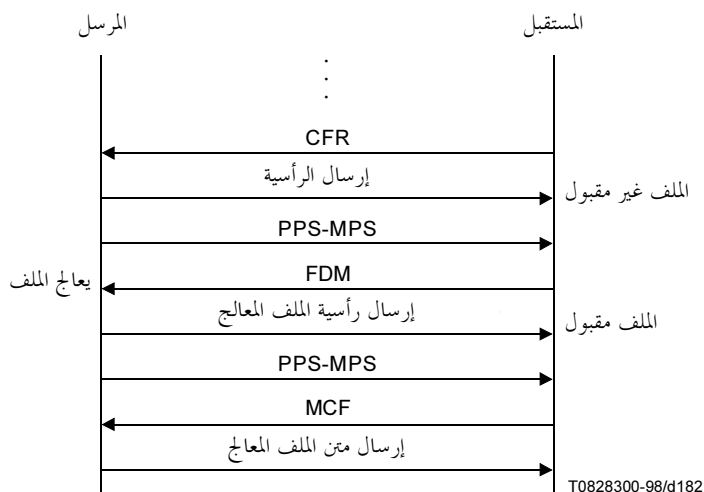 المستقبل
المرسل
CFR
إرسال الرأسية
الملف غير مقبول
PPS-MPS
FDM
يعالج الملف
إرسال رأسية الملف المعالج
الملف مقبول
PPS-MPS
MCF
إرسال متن الملف المعالج
T0828300-98/d182